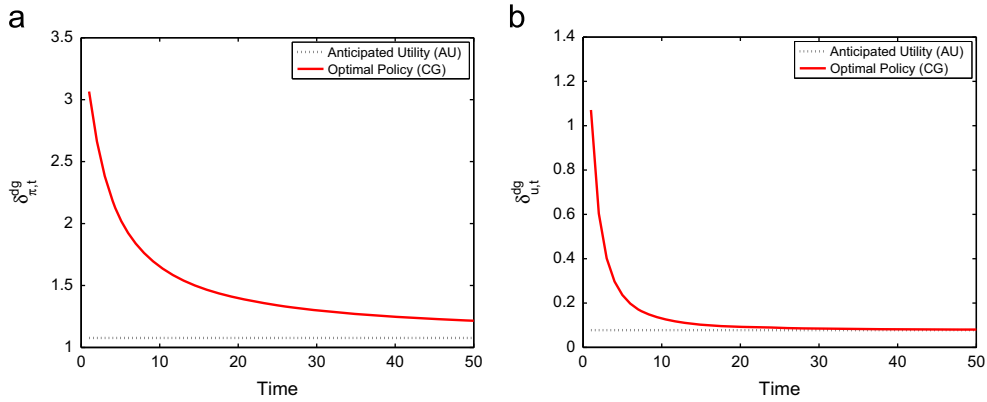 a
3.5
3
2.5
2
1.5
1
0 10 20 30 40 50
δ^{dg}_{π,t}
Time
Anticipated Utility (AU)
Optimal Policy (CG)
b
1.4
1.2
1
0.8
0.6
0.4
0.2
0
0 10 20 30 40 50
δ^{dg}_{u,t}
Time
Anticipated Utility (AU)
Optimal Policy (CG)